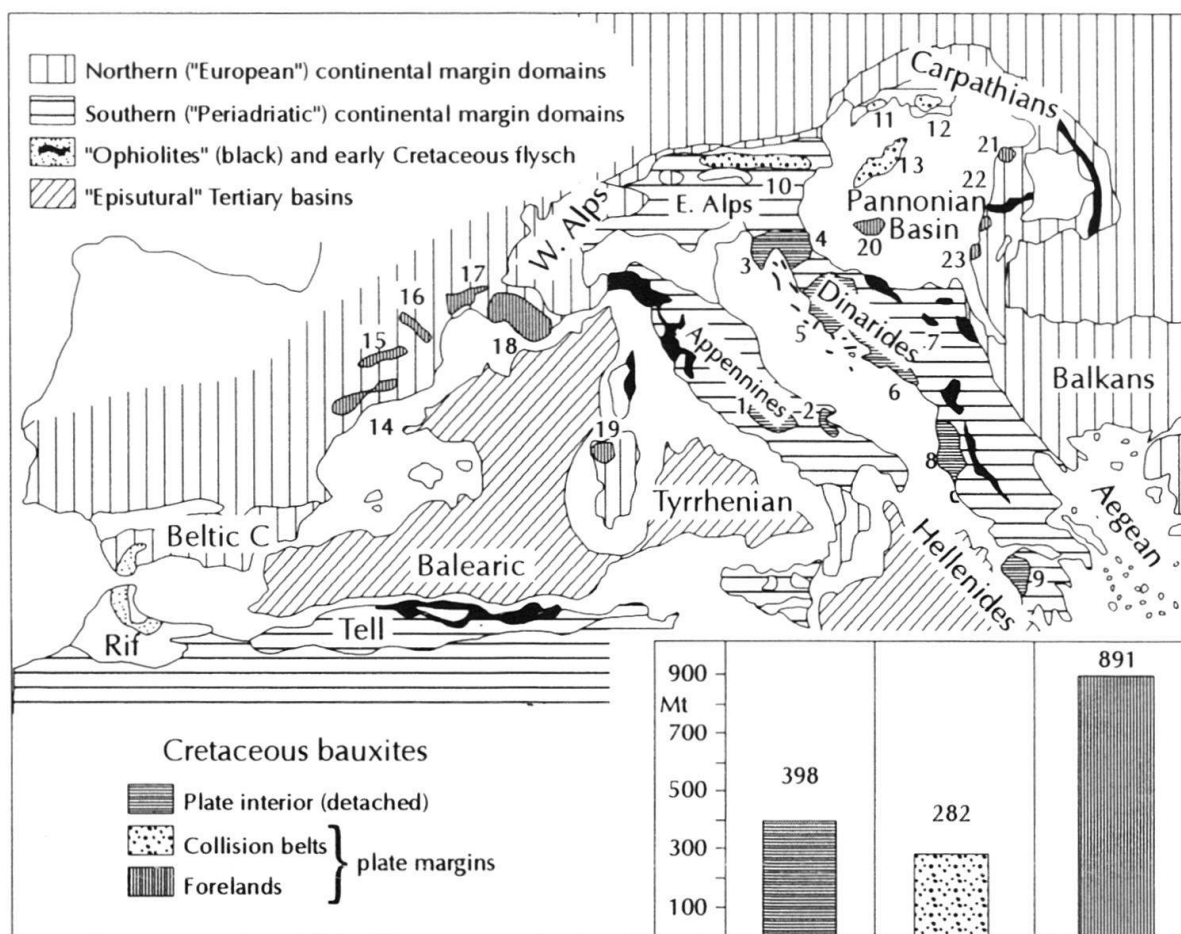 Northern ("European") continental margin domains
Southern ("Periadriatic") continental margin domains
"Ophiolites" (black) and early Cretaceous flysch
"Episutural" Tertiary basins
Carpathians
11
12
13
21
22
10
E. Alps
W. Alps
Pannonian
Basin
20
23
3
4
17
16
15
18
14
5
Dinarides
7
6
Appennines
1
2
19
8
Balkans
Aegean
Tyrrhenian
Hellenides
9
Beltic C
Balearic
Rif
Tell
Cretaceous bauxites
Plate interior (detached)
Collision belts
Forelands
plate margins
900
Mt
700
500
300
100
398
282
891